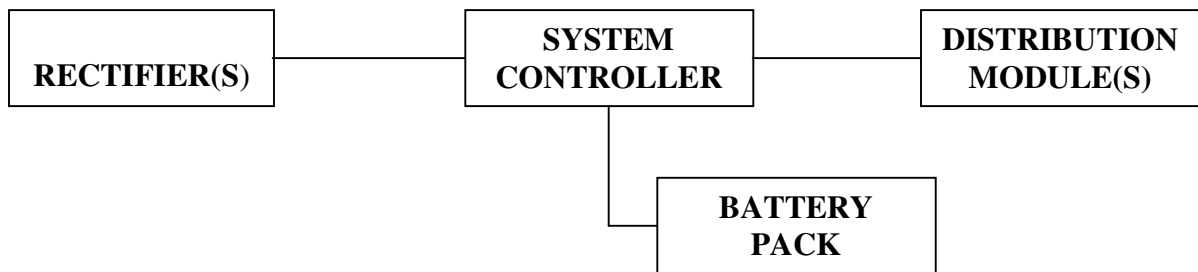 RECTIFIER(S)
SYSTEM
CONTROLLER
DISTRIBUTION
MODULE(S)
BATTERY
PACK